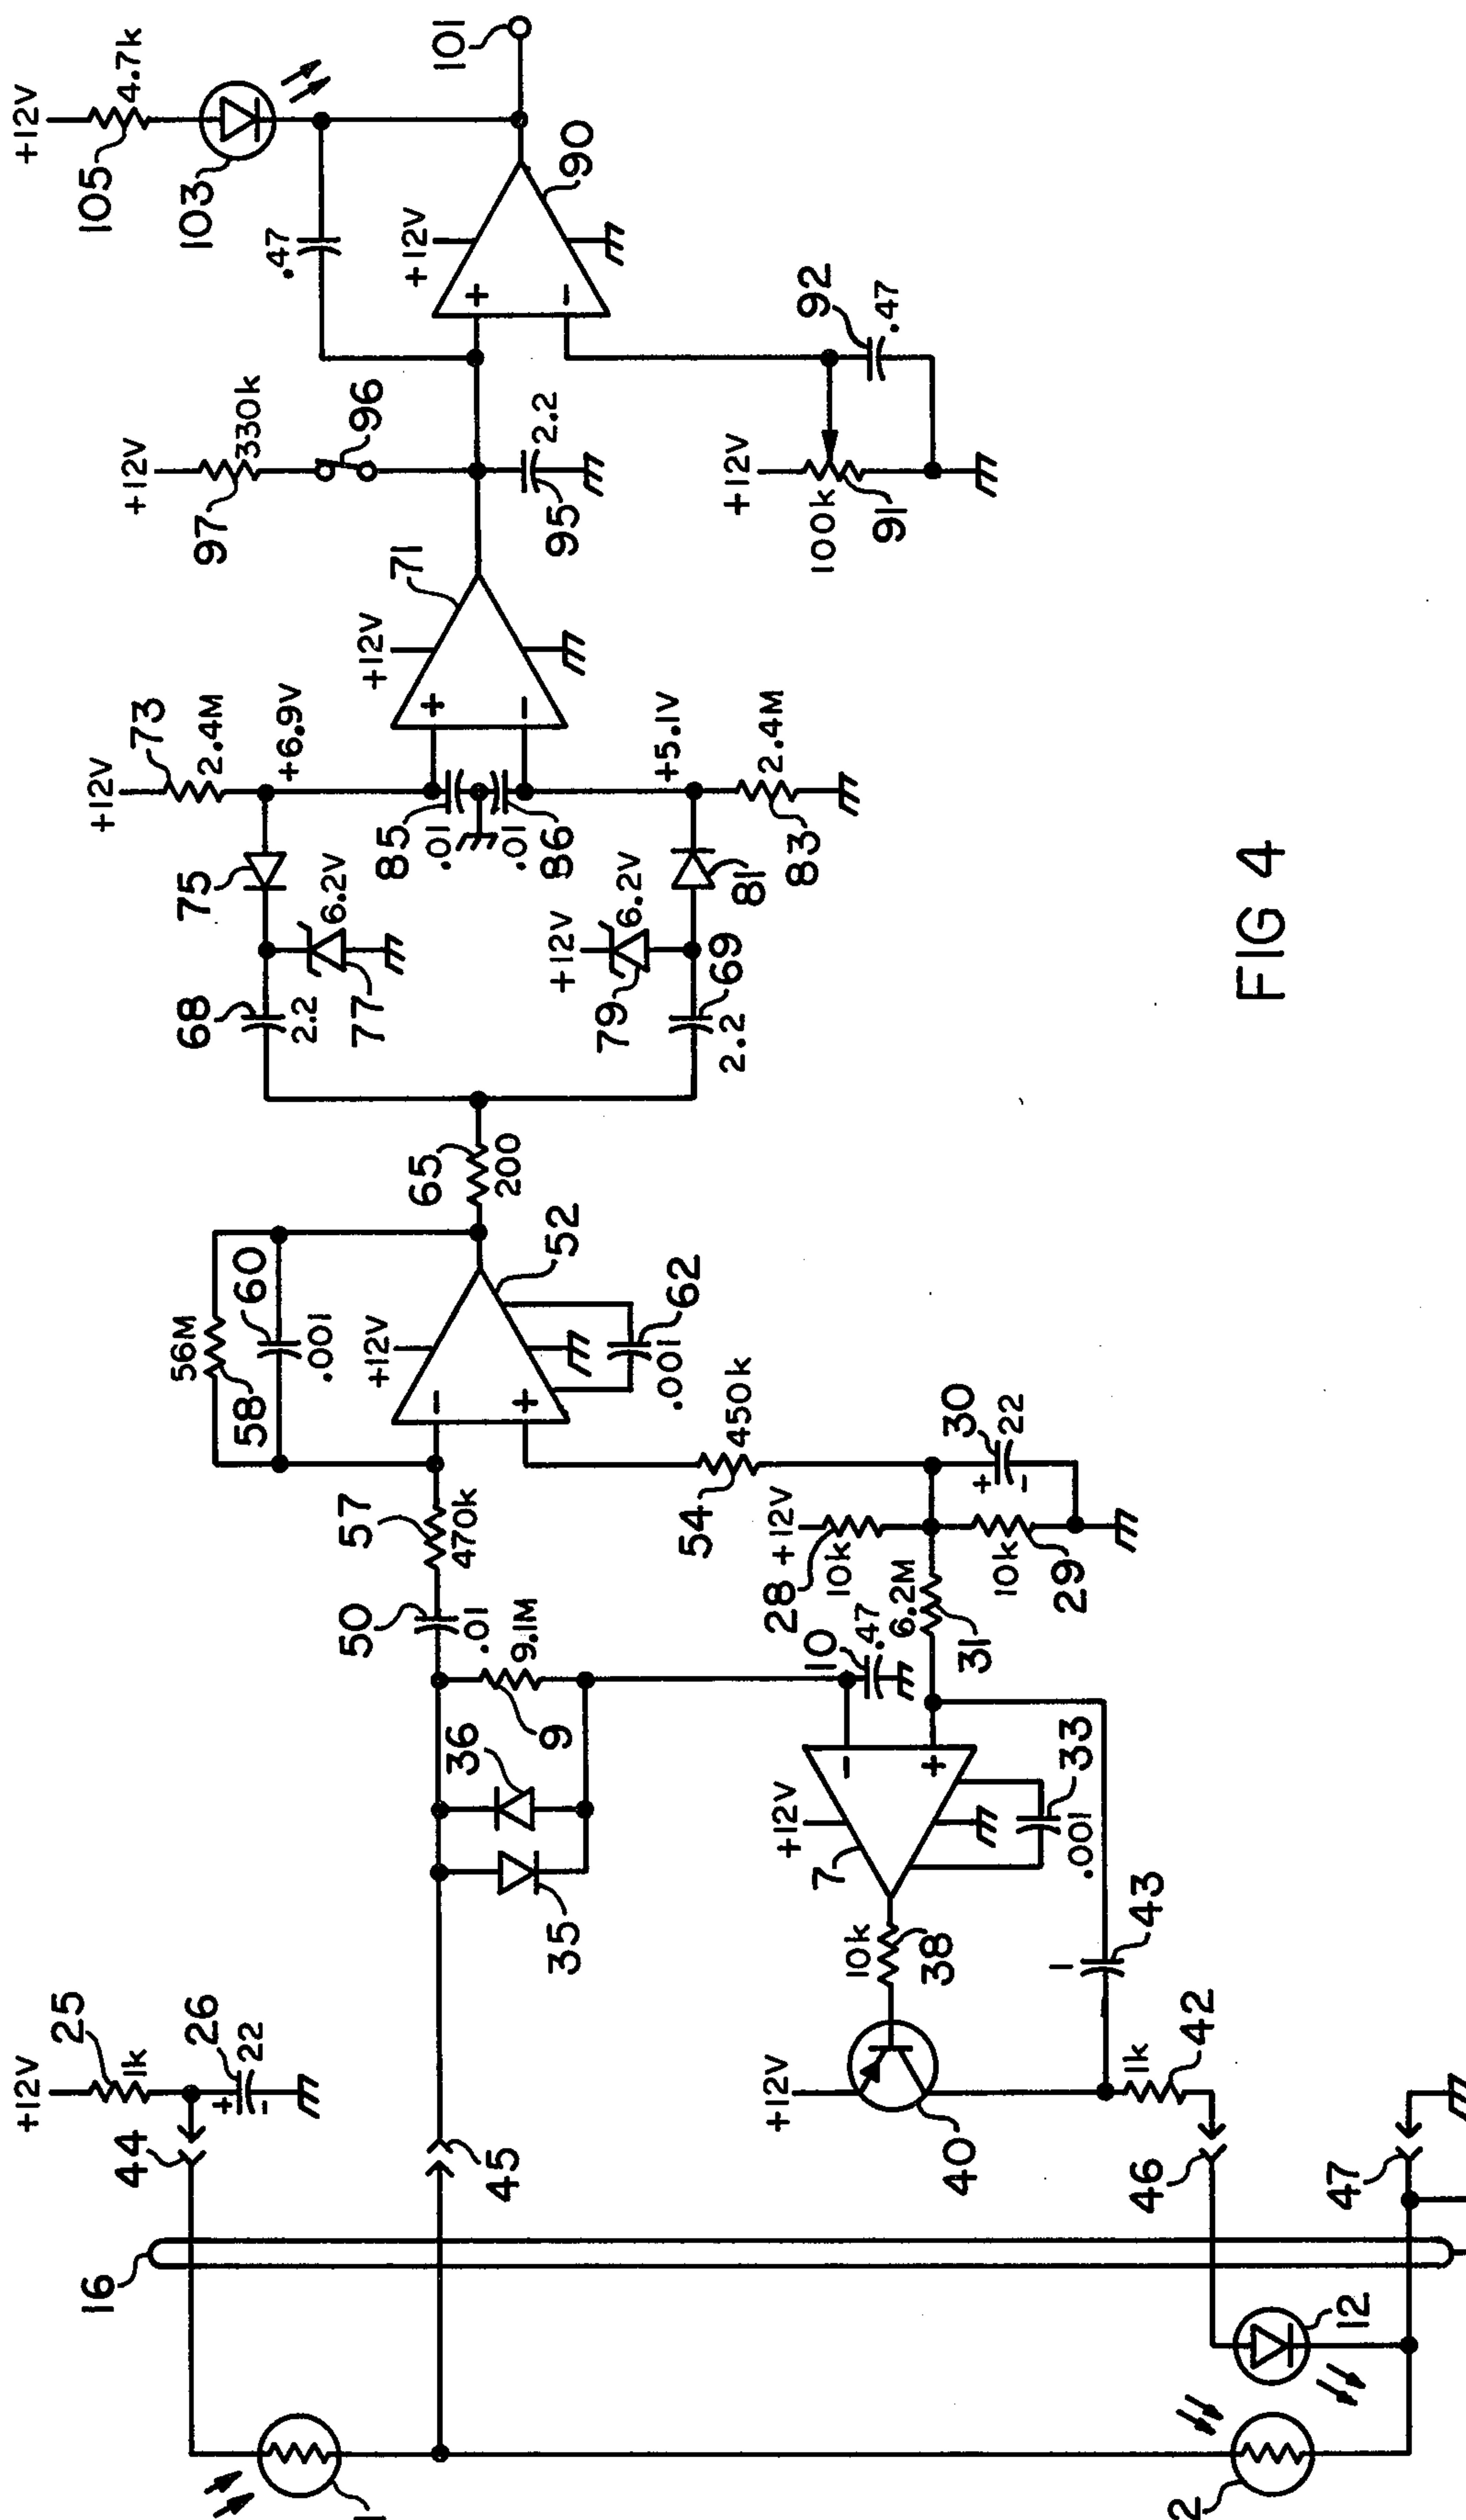 +12V
105
4.7k
103
101
.47
+12V
90
+12V
97
330k
96
95
2.2
92
.47
+12V
100k
91
+
−
+12V
71
+
−
+12V
73
2.4M
+6.9V
85
.01
.01
86
+5.1V
2.4M
83
75
6.2V
77
68
2.2
+12V
6.2V
79
81
69
2.2
65
200
56M
58
60
.001
+12V
52
62
.001
−
+
57
470k
50
.01
9.1M
9
36
35
54
450k
+12V
28
10k
10k
29
30
22
+
-
10
.47
6.2M
31
+12V
7
−
+
33
.001
10k
38
43
1
+12V
40
1k
42
+12V
25
1k
26
22
+
-
44
45
46
47
16
12
1
2
FIG 4